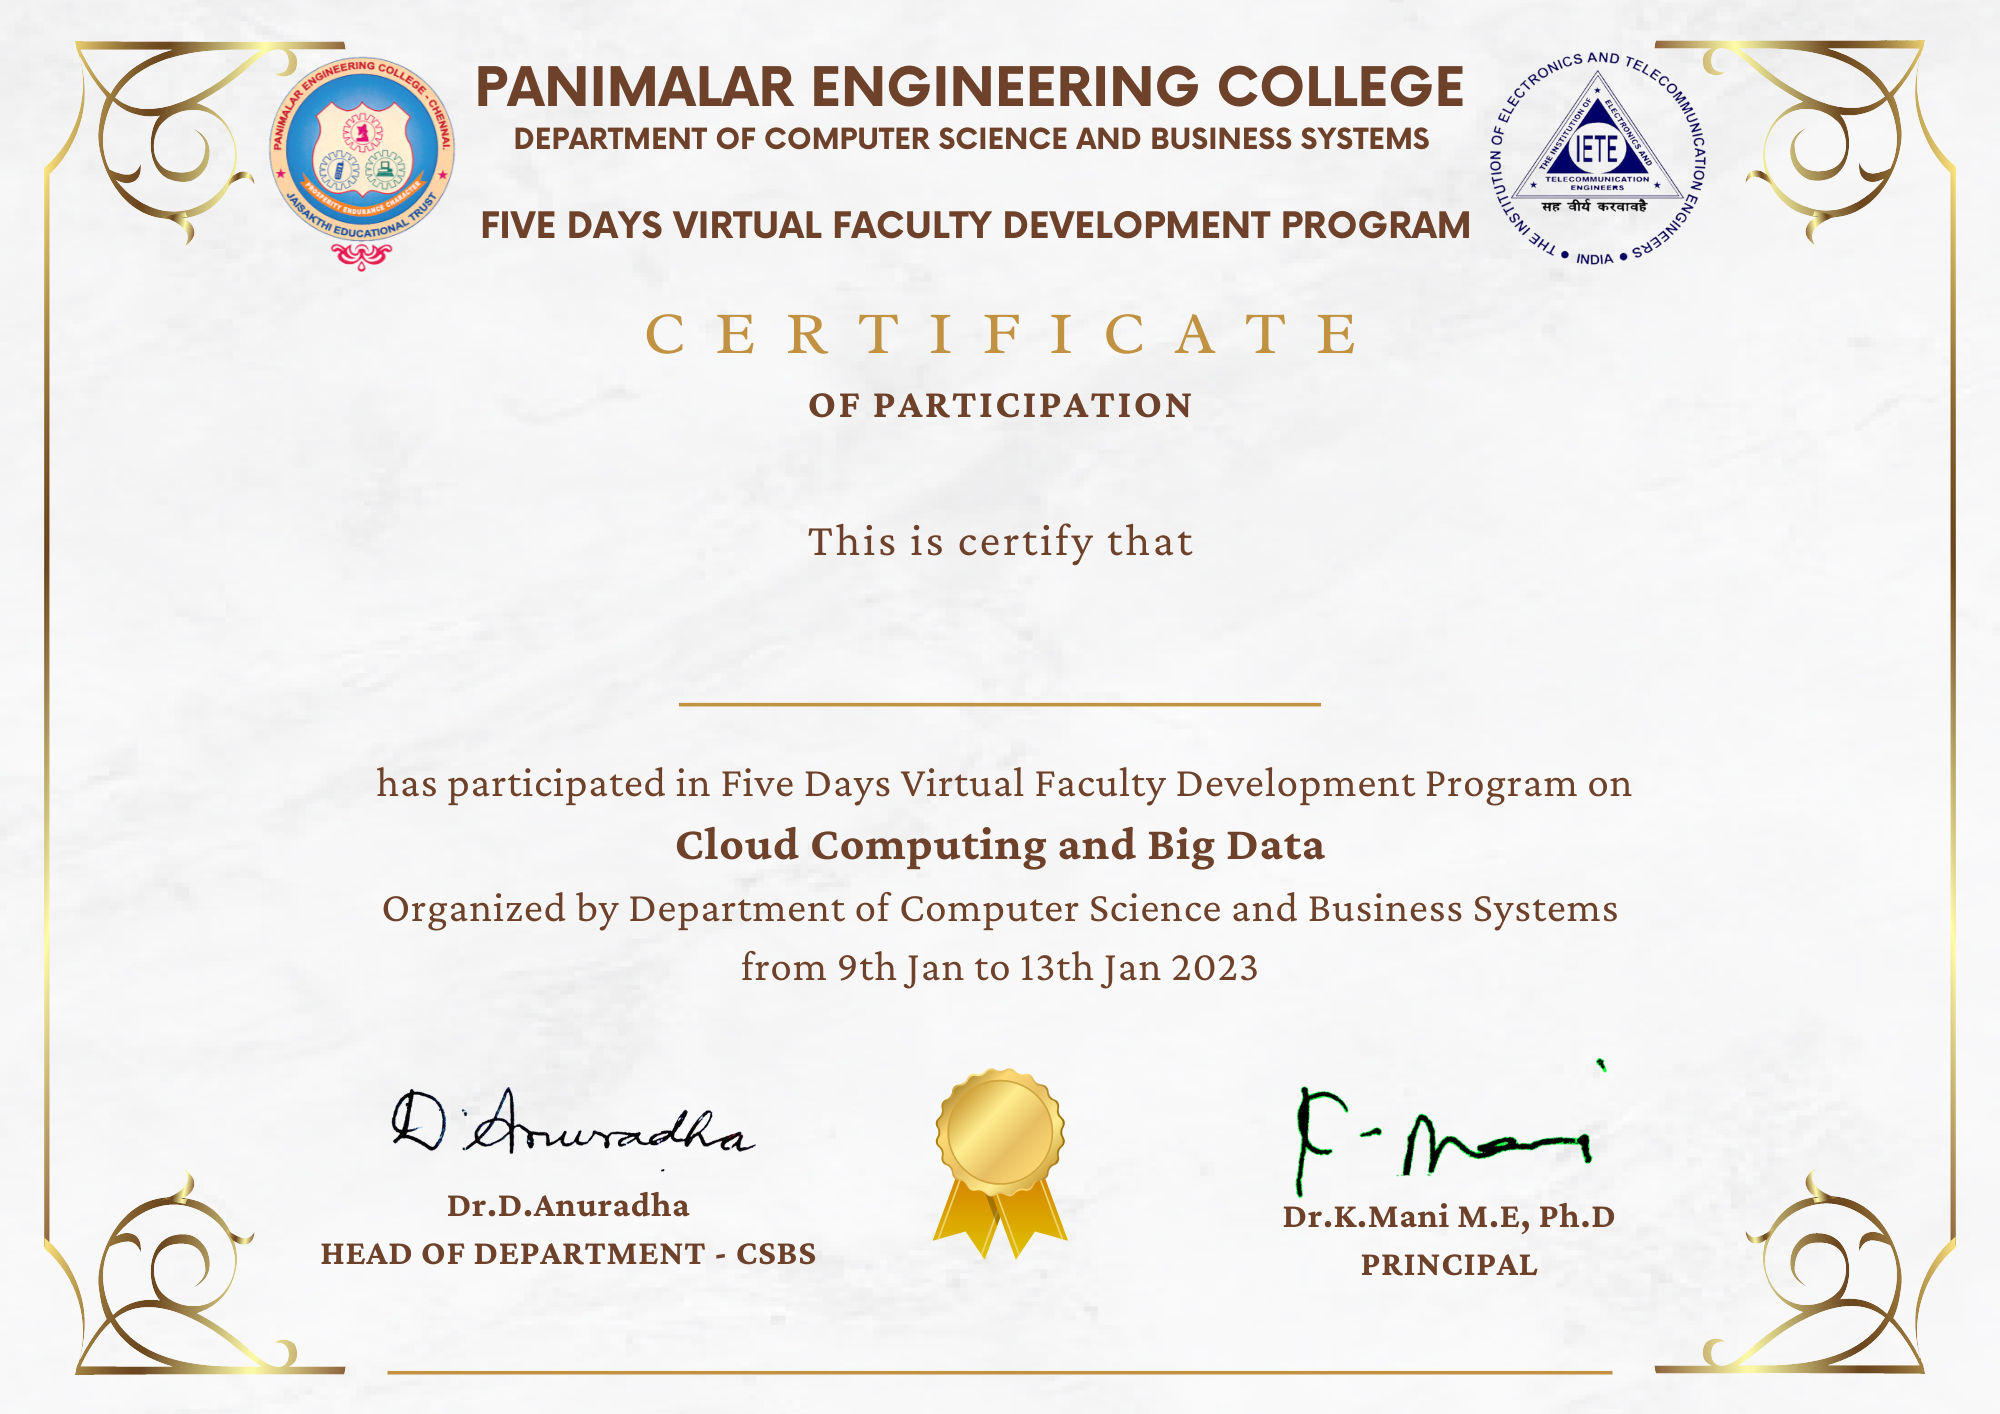 PANIMALAR ENGINEERING COLLEGE - CHENNAI
PROSPERITY ENDURANCE CHARACTER
JAISAKTHI EDUCATIONAL TRUST
PANIMALAR ENGINEERING COLLEGE
DEPARTMENT OF COMPUTER SCIENCE AND BUSINESS SYSTEMS
FIVE DAYS VIRTUAL FACULTY DEVELOPMENT PROGRAM
THE INSTITUTION OF ELECTRONICS AND TELECOMMUNICATION ENGINEERS
INDIA
THE INSTITUTION OF
ELECTRONICS AND
IETE
TELECOMMUNICATION
ENGINEERS
सह वीर्य करवावहै
CERTIFICATE
OF PARTICIPATION
This is certify that
has participated in Five Days Virtual Faculty Development Program on
Cloud Computing and Big Data
Organized by Department of Computer Science and Business Systems
from 9th Jan to 13th Jan 2023
D. Anuradha
K - Mani
Dr.D.Anuradha
HEAD OF DEPARTMENT - CSBS
Dr.K.Mani M.E, Ph.D
PRINCIPAL